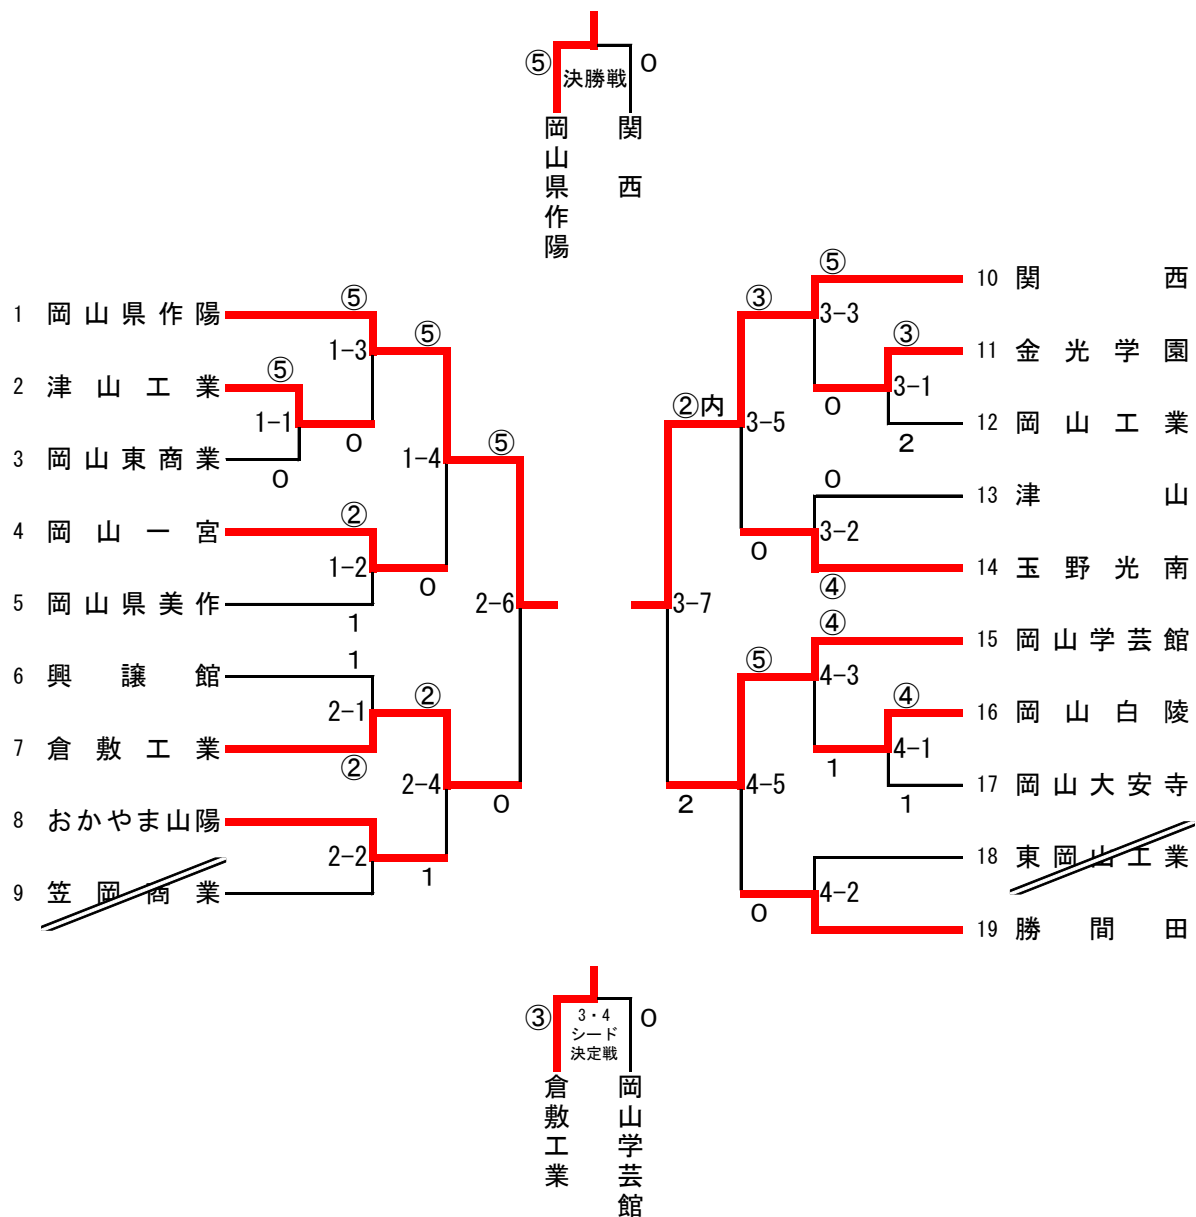 ⑤ 決勝戦 0
岡山県作陽
関西
1 岡山県作陽
2 津山工業
3 岡山東商業
4 岡山一宮
5 岡山県美作
6 興譲館
7 倉敷工業
8 おかやま山陽
9 笠岡商業
⑤
1-3
⑤
⑤
1-1
0
0
1-4
⑤
②
1-2
0
1
2-6
1
2-1
②
②
2-4
0
2-2
1
⑤
③
3-3
③
3-1
0
2
②内
3-5
0
3-2
0
④
3-7
④
⑤
4-3
④
4-1
1
1
2
4-5
4-2
0
10 関西
11 金光学園
12 岡山工業
13 津山
14 玉野光南
15 岡山学芸館
16 岡山白陵
17 岡山大安寺
18 東岡山工業
19 勝間田
③ 3・4 0
シード
決定戦
倉敷工業
岡山学芸館